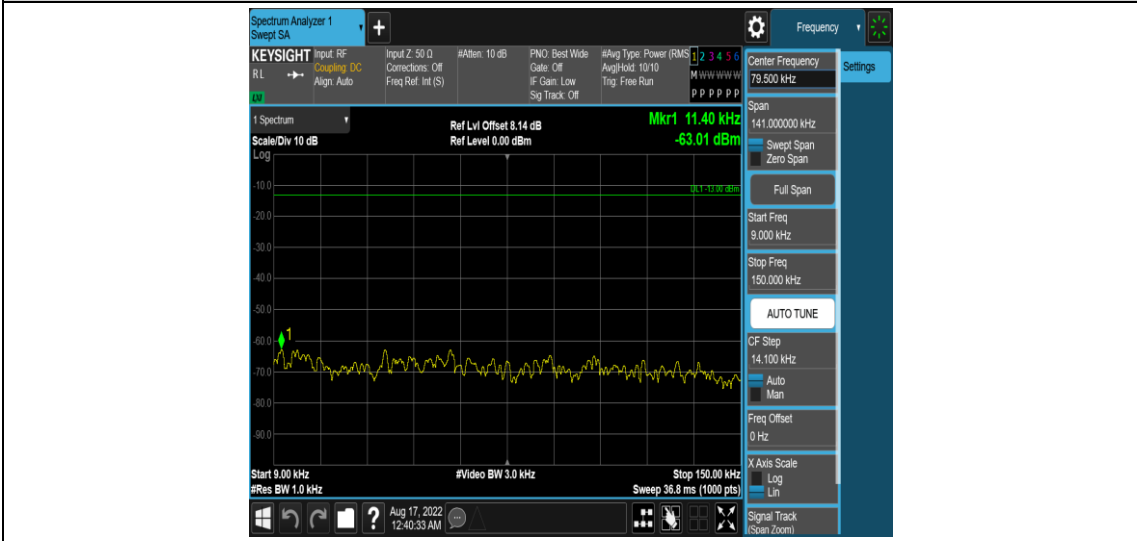 Spectrum Analyzer 1
Swept SA
+
Frequency
KEYSIGHT
RL
Input: RF
Coupling: DC
Align: Auto
Input Z: 50 Ω
Corrections: Off
Freq Ref: Int (S)
#Atten: 10 dB
PNO: Best Wide
Gate: Off
IF Gain: Low
Sig Track: Off
#Avg Type: Power (RMS
Avg|Hold: 10/10
Trig: Free Run
1 2 3 4 5 6
M W W W W W
P P P P P P
1 Spectrum
Scale/Div 10 dB
Log
Ref Lvl Offset 8.14 dB
Ref Level 0.00 dBm
Mkr1 11.40 kHz
-63.01 dBm
DL1 -13.00 dBm
-10.0
-20.0
-30.0
-40.0
-50.0
-60.0
-70.0
-80.0
-90.0
1
Start 9.00 kHz
#Res BW 1.0 kHz
#Video BW 3.0 kHz
Stop 150.00 kHz
Sweep 36.8 ms (1000 pts)
?
Aug 17, 2022
12:40:33 AM
Center Frequency
79.500 kHz
Span
141.000000 kHz
Swept Span
Zero Span
Full Span
Start Freq
9.000 kHz
Stop Freq
150.000 kHz
AUTO TUNE
CF Step
14.100 kHz
Auto
Man
Freq Offset
0 Hz
X Axis Scale
Log
Lin
Signal Track
(Span Zoom)
Settings